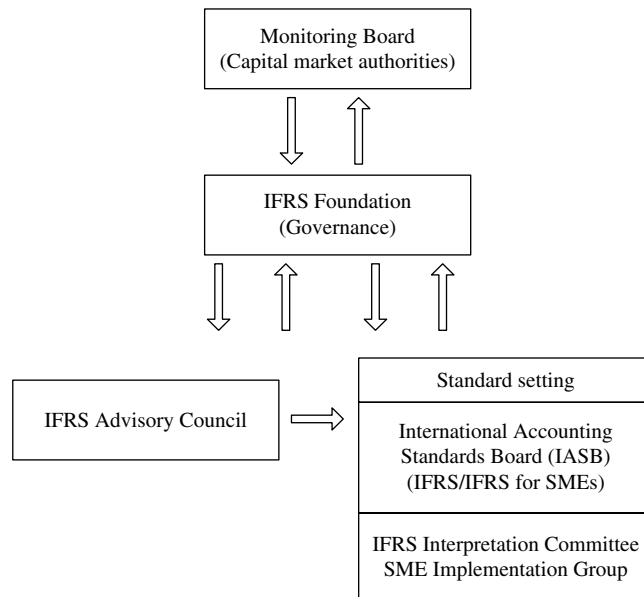 Monitoring Board
(Capital market authorities)
IFRS Foundation
(Governance)
IFRS Advisory Council
Standard setting
International Accounting
Standards Board (IASB)
(IFRS/IFRS for SMEs)
IFRS Interpretation Committee
SME Implementation Group